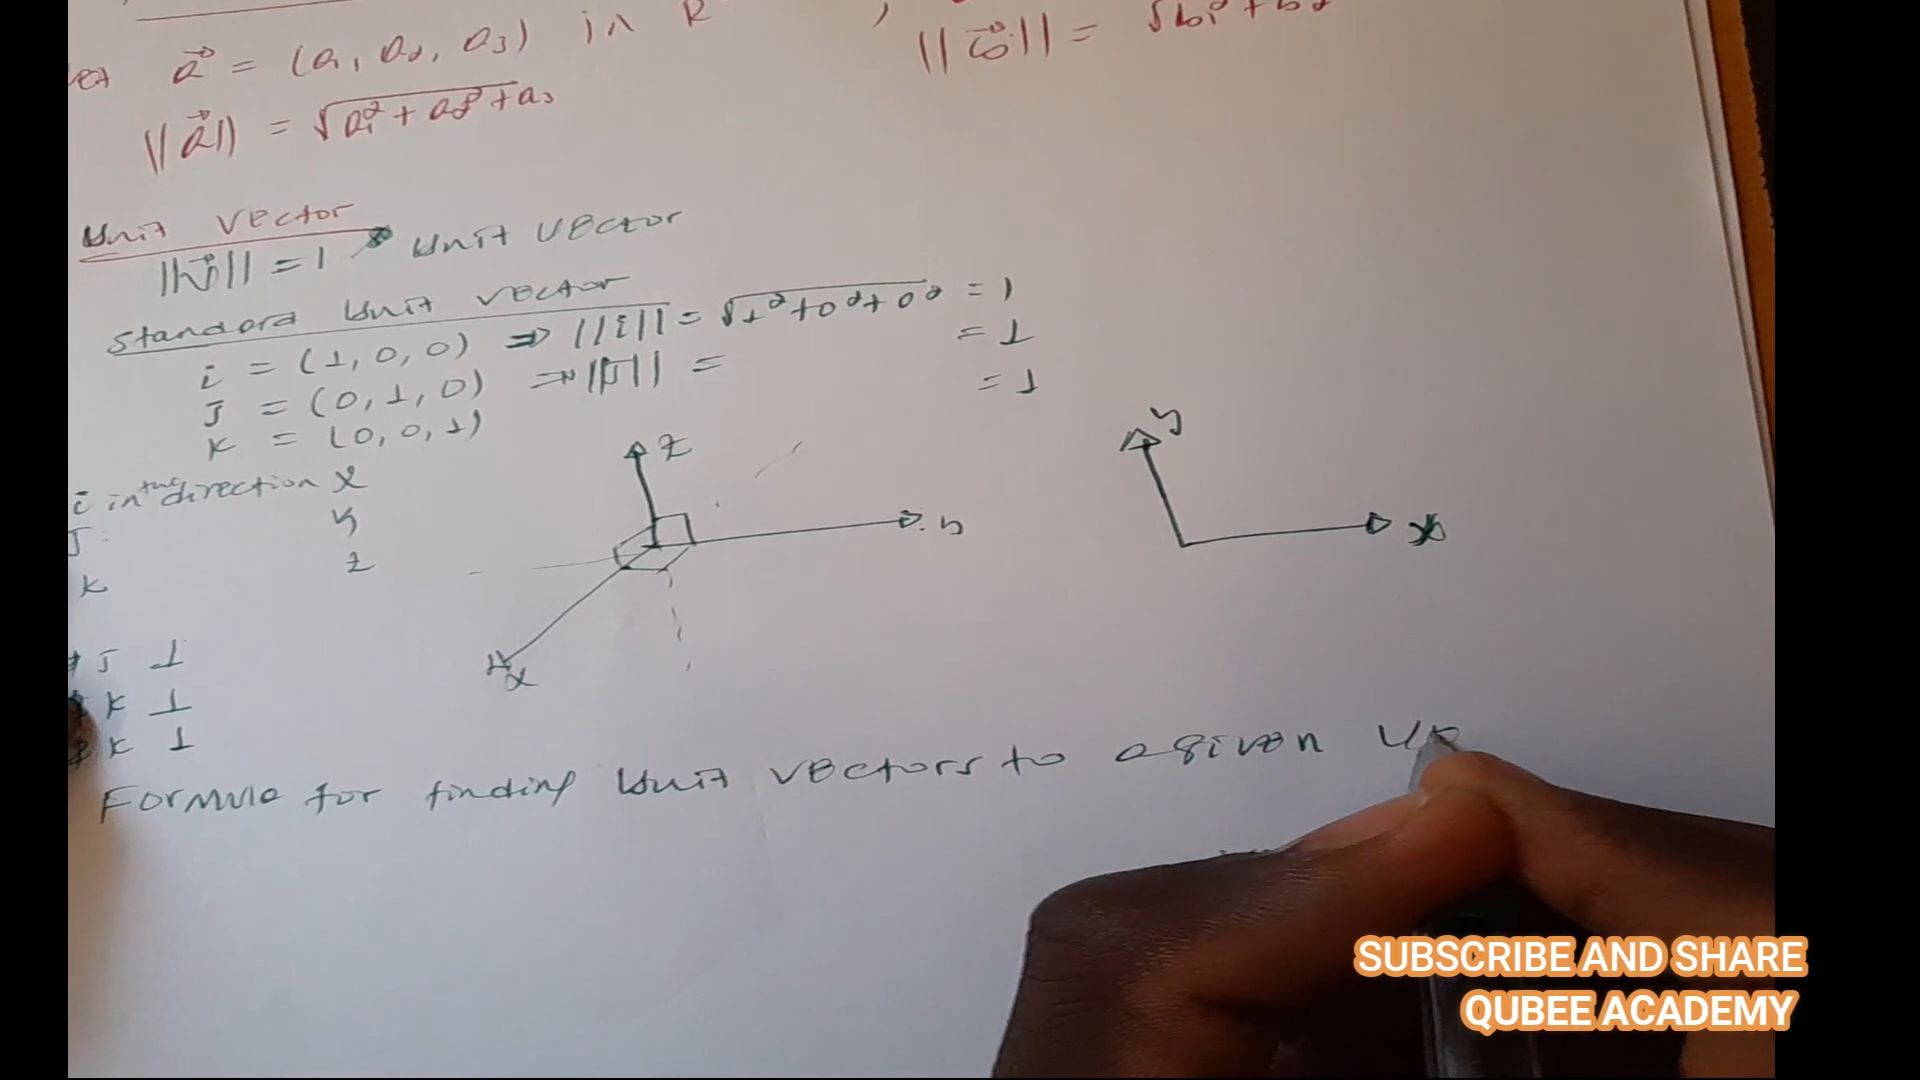 a⃗ = (a₁, a₂, a₃) in R
||a⃗|| = √a₁² + a₂² + a₃
= √b₁² + b₂
Unit Vector
= 1 Unit Vector
Standard Unit Vector
i = (1, 0, 0) ⇒ ||i|| = √1² + 0² + 0² = 1
J = (0, 1, 0) ⇒ ||J|| = = 1
k = (0, 0, 1) = 1
i in the direction x
J y
k z
z
y
x
y
x
J ⊥
k ⊥
k ⊥
Formula for finding Unit Vectors to a given
SUBSCRIBE AND SHARE
QUBEE ACADEMY